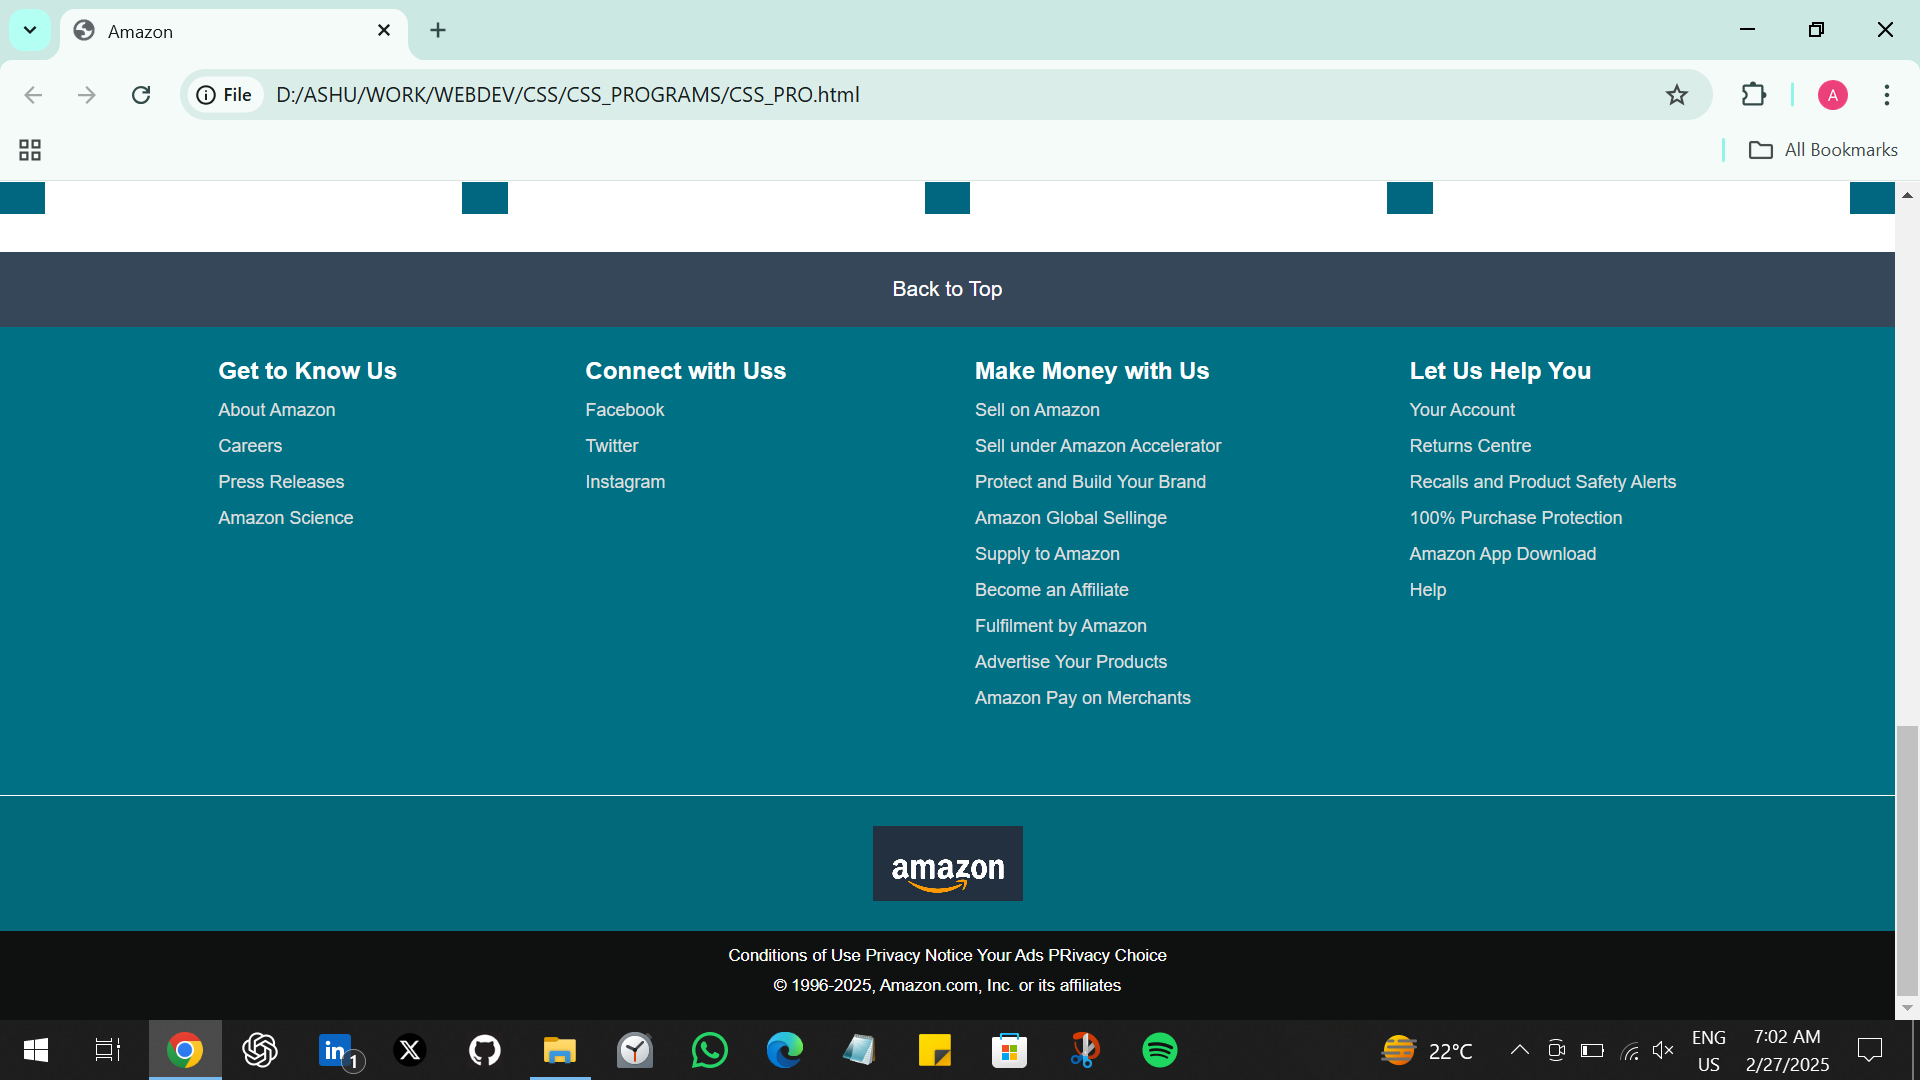 Amazon
File D:/ASHU/WORK/WEBDEV/CSS/CSS_PROGRAMS/CSS_PRO.html A
All Bookmarks
Back to Top
Get to Know Us
About Amazon
Careers
Press Releases
Amazon Science
Connect with Uss
Facebook
Twitter
Instagram
Make Money with Us
Sell on Amazon
Sell under Amazon Accelerator
Protect and Build Your Brand
Amazon Global Sellinge
Supply to Amazon
Become an Affiliate
Fulfilment by Amazon
Advertise Your Products
Amazon Pay on Merchants
Let Us Help You
Your Account
Returns Centre
Recalls and Product Safety Alerts
100% Purchase Protection
Amazon App Download
Help
amazon
Conditions of Use Privacy Notice Your Ads PRivacy Choice
© 1996-2025, Amazon.com, Inc. or its affiliates
in 1 X
22°C
ENG
US
7:02 AM
2/27/2025